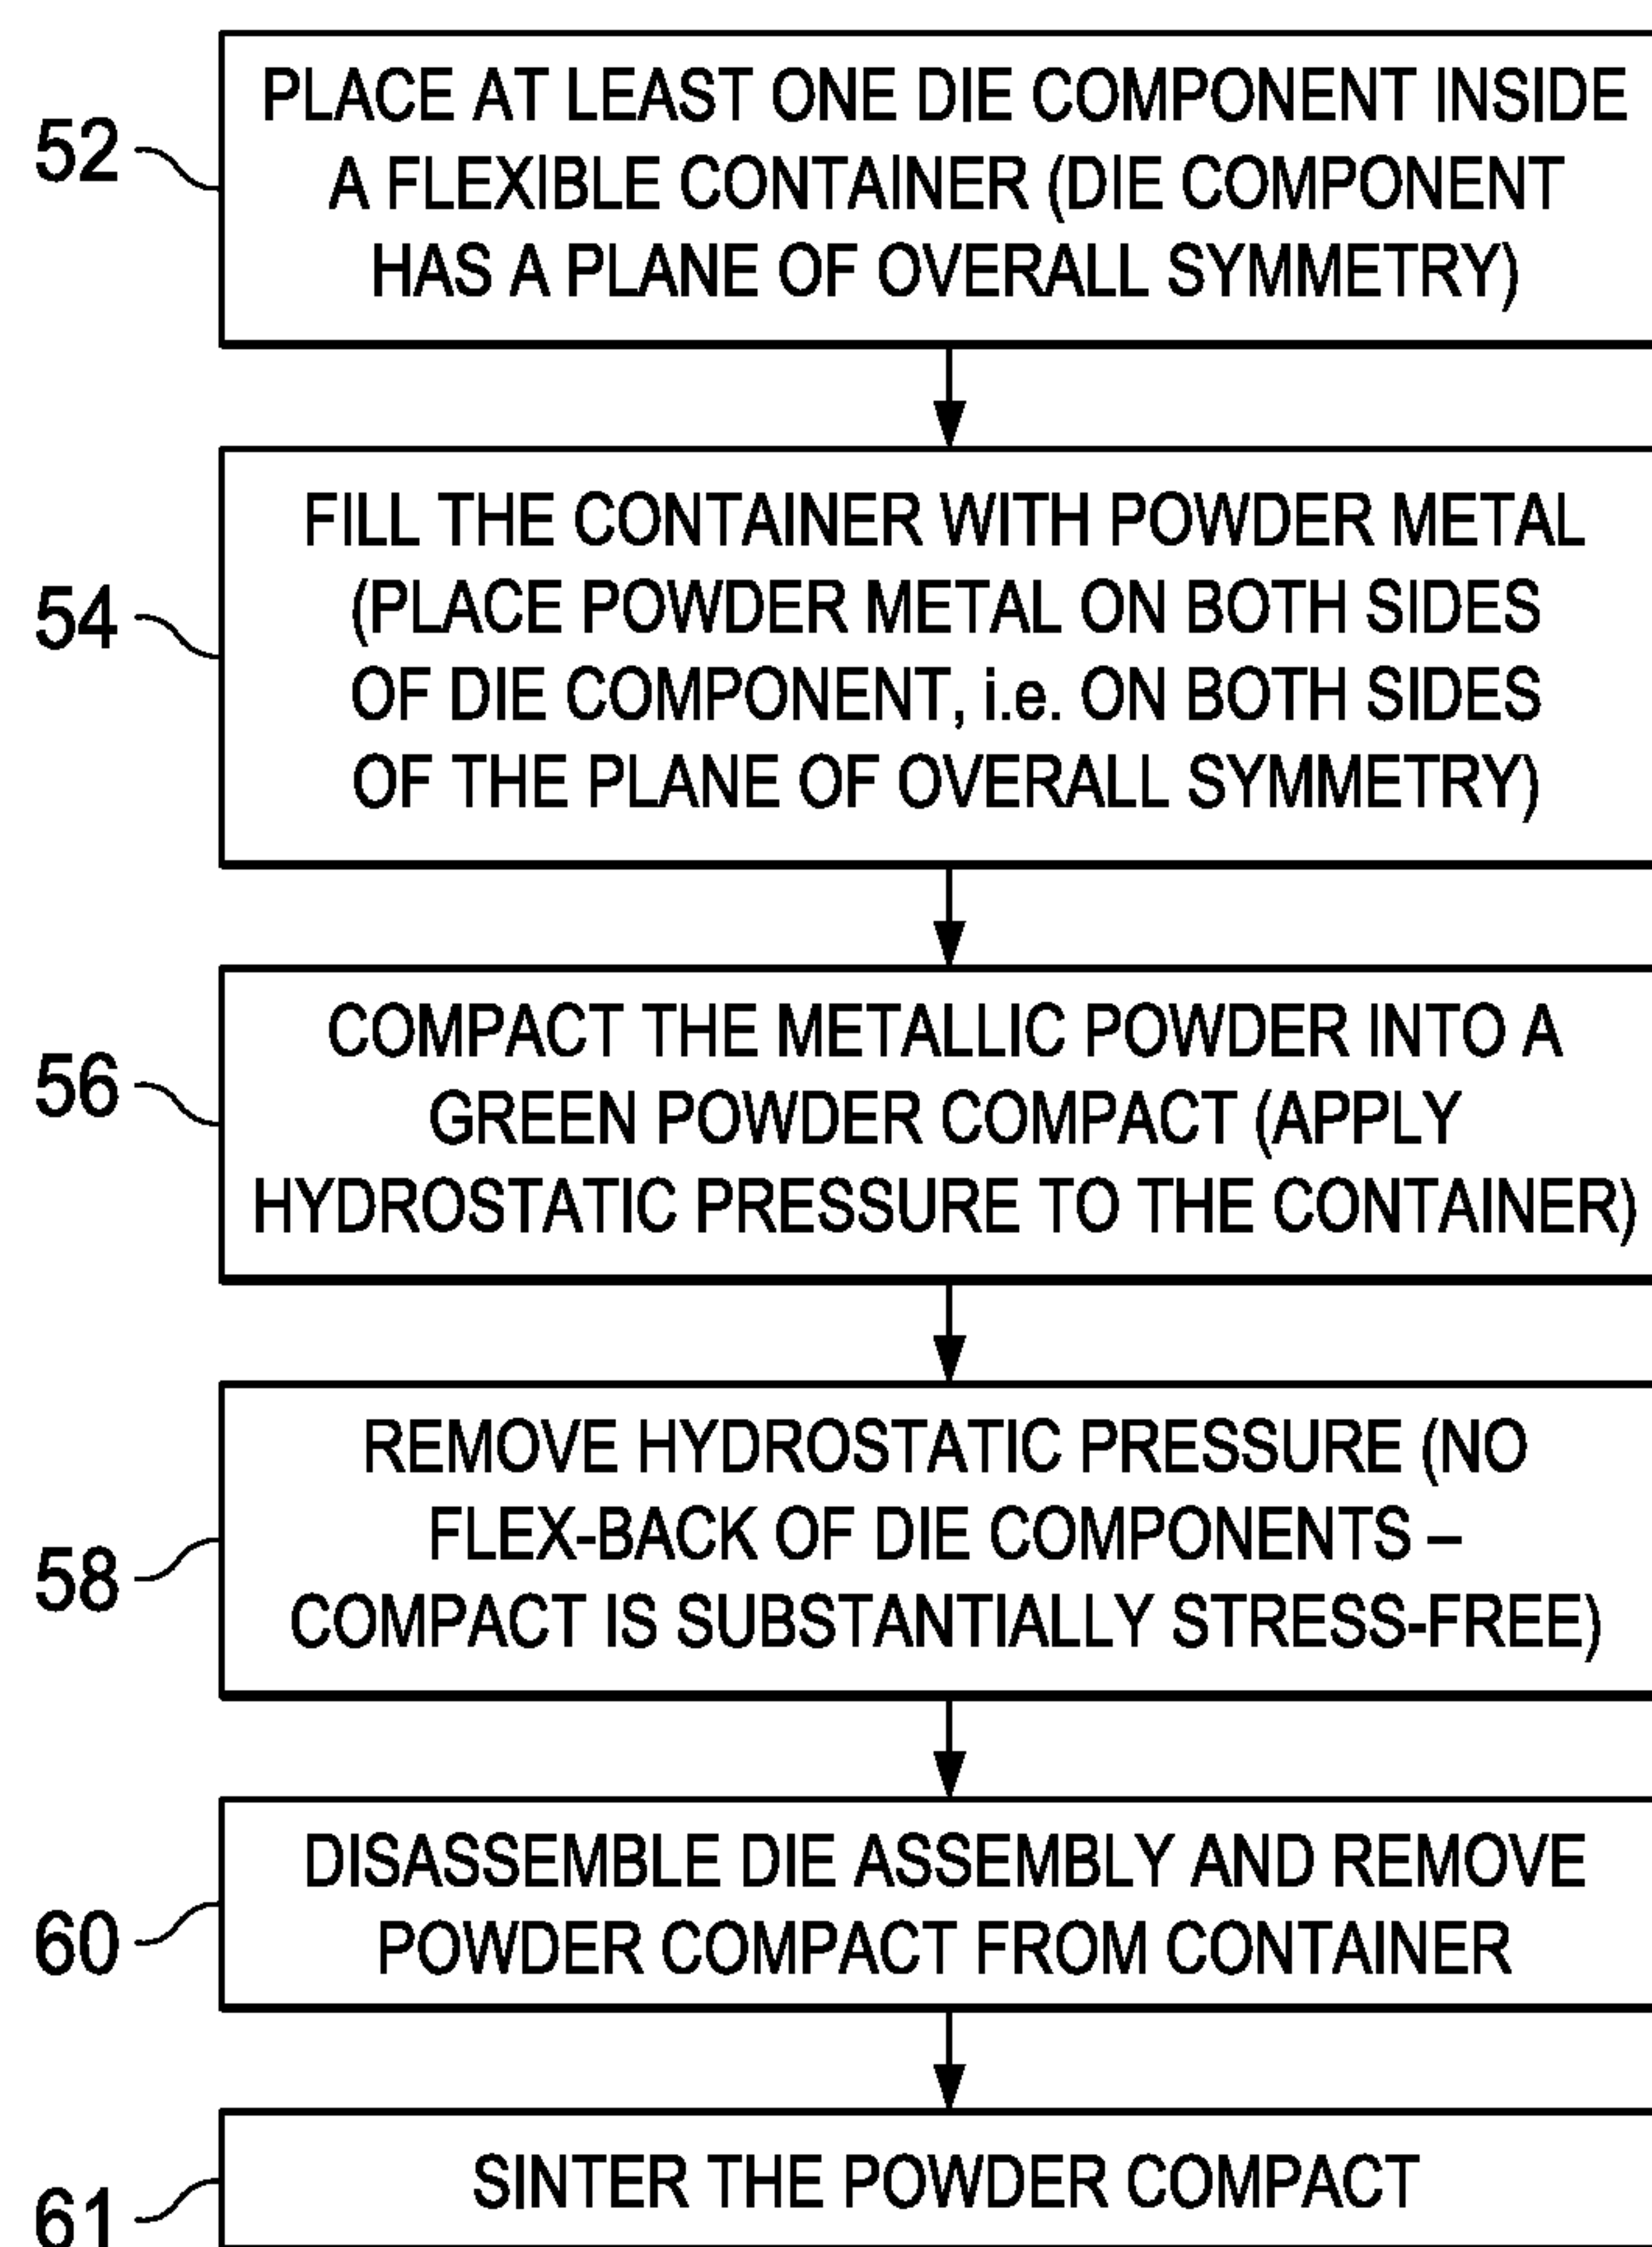 52
PLACE AT LEAST ONE DIE COMPONENT INSIDE
A FLEXIBLE CONTAINER (DIE COMPONENT
HAS A PLANE OF OVERALL SYMMETRY)
54
FILL THE CONTAINER WITH POWDER METAL
(PLACE POWDER METAL ON BOTH SIDES
OF DIE COMPONENT, i.e. ON BOTH SIDES
OF THE PLANE OF OVERALL SYMMETRY)
56
COMPACT THE METALLIC POWDER INTO A
GREEN POWDER COMPACT (APPLY
HYDROSTATIC PRESSURE TO THE CONTAINER)
58
REMOVE HYDROSTATIC PRESSURE (NO
FLEX-BACK OF DIE COMPONENTS –
COMPACT IS SUBSTANTIALLY STRESS-FREE)
60
DISASSEMBLE DIE ASSEMBLY AND REMOVE
POWDER COMPACT FROM CONTAINER
61
SINTER THE POWDER COMPACT